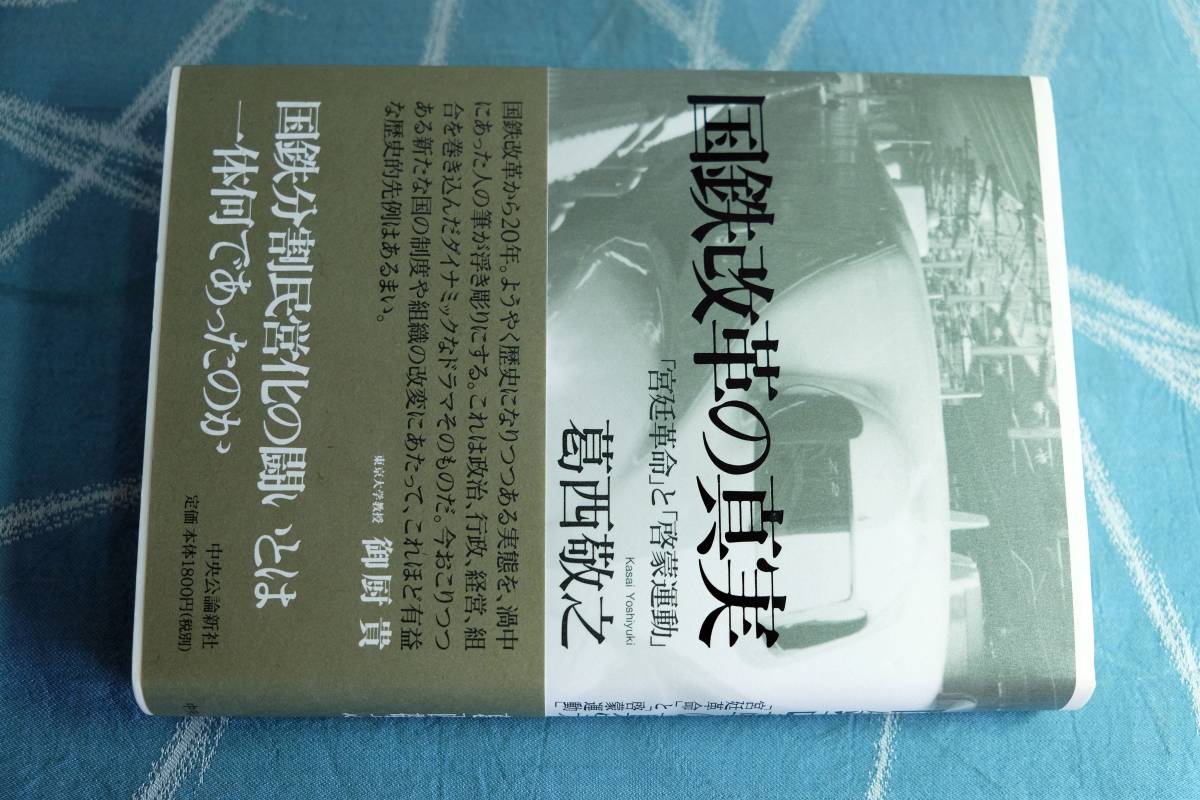 国鉄改革の真実
「宮廷革命」と「啓蒙運動」
Kasai Yoshiyuki
葛西敬之
国鉄改革から20年。ようやく歴史になりつつある実態を、渦中
にあった人の筆が浮き彫りにする。これは政治、行政、経営、組
合を巻き込んだダイナミックなドラマそのものだ。今おこりつつ
ある新たな国の制度や組織の改変にあたって、これほど有益
な歴史的先例はあるまい。
東京大学教授 御厨 貴
国鉄分割民営化の闘いとは
一体何であったのか
中央公論新社
定価 本体1800円(税別)
「宮廷革命」と「啓蒙運動」